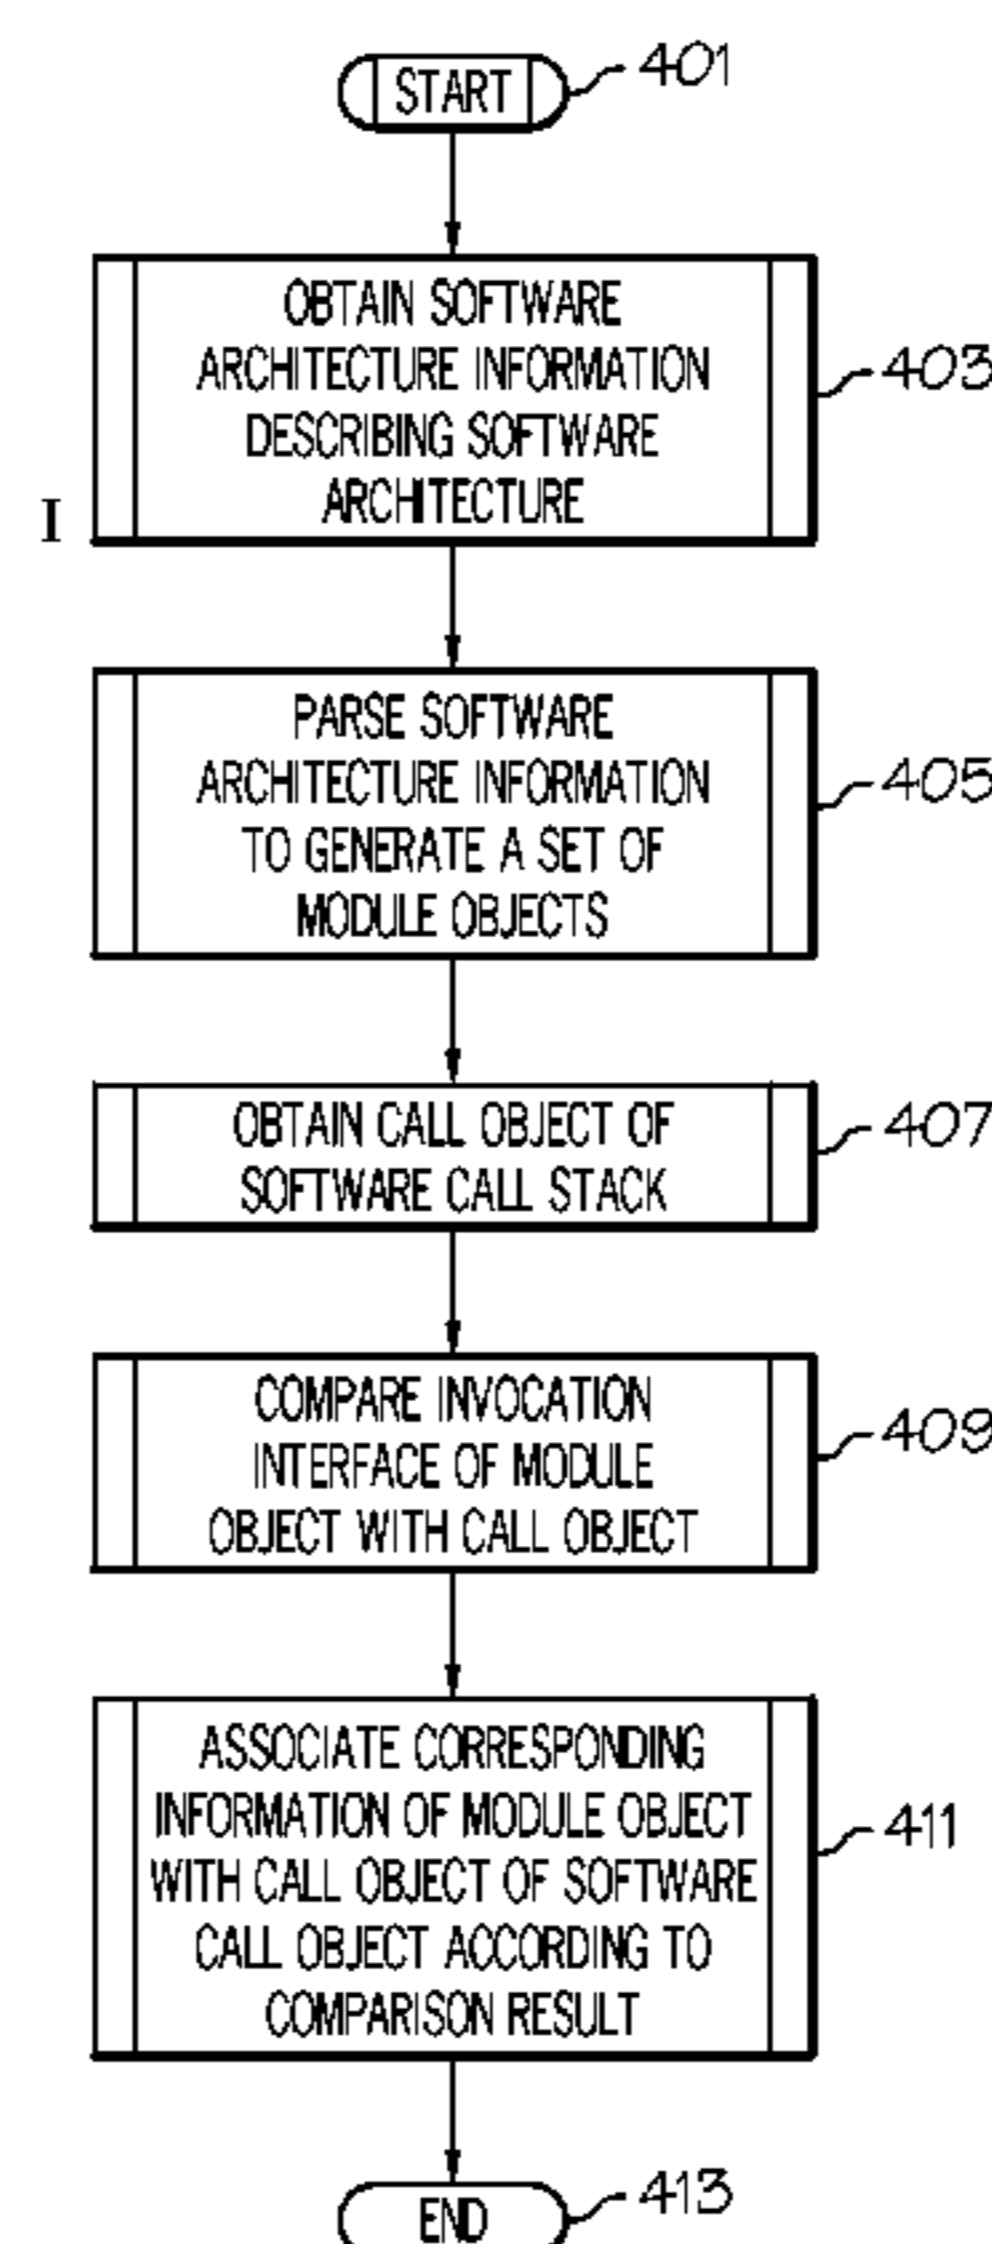 START
401
OBTAIN SOFTWARE
ARCHITECTURE INFORMATION
DESCRIBING SOFTWARE
ARCHITECTURE
403
I
PARSE SOFTWARE
ARCHITECTURE INFORMATION
TO GENERATE A SET OF
MODULE OBJECTS
405
OBTAIN CALL OBJECT OF
SOFTWARE CALL STACK
407
COMPARE INVOCATION
INTERFACE OF MODULE
OBJECT WITH CALL OBJECT
409
ASSOCIATE CORRESPONDING
INFORMATION OF MODULE OBJECT
WITH CALL OBJECT OF SOFTWARE
CALL OBJECT ACCORDING TO
COMPARISON RESULT
411
END
413